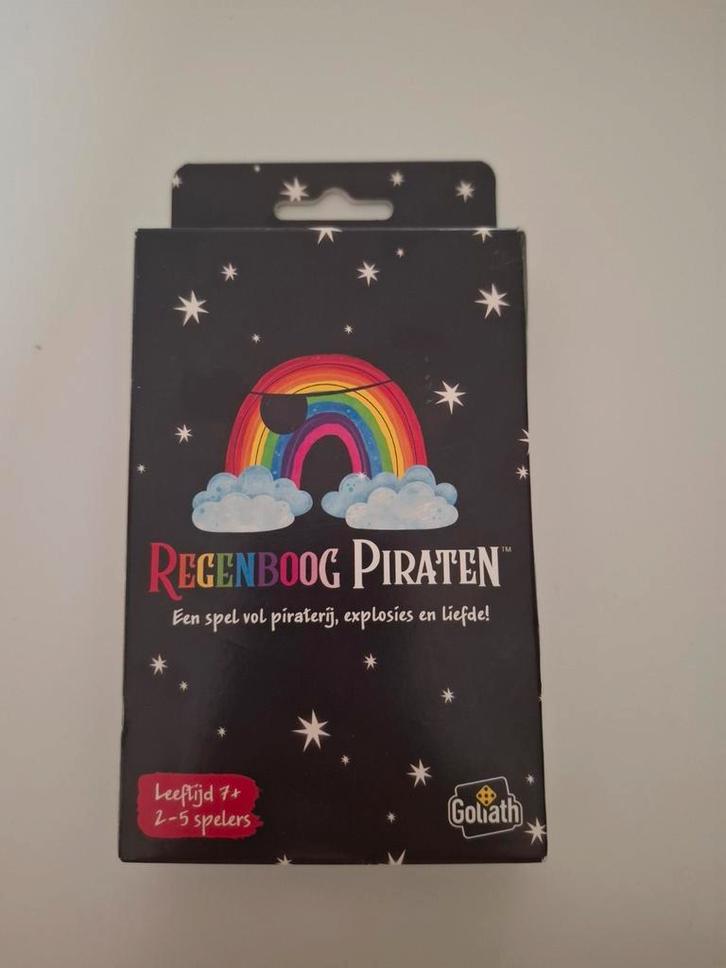 REGENBOOG PIRATEN™
Een spel vol piraterij, explosies en liefde!
Leeftijd 7+
2-5 spelers
Goliath